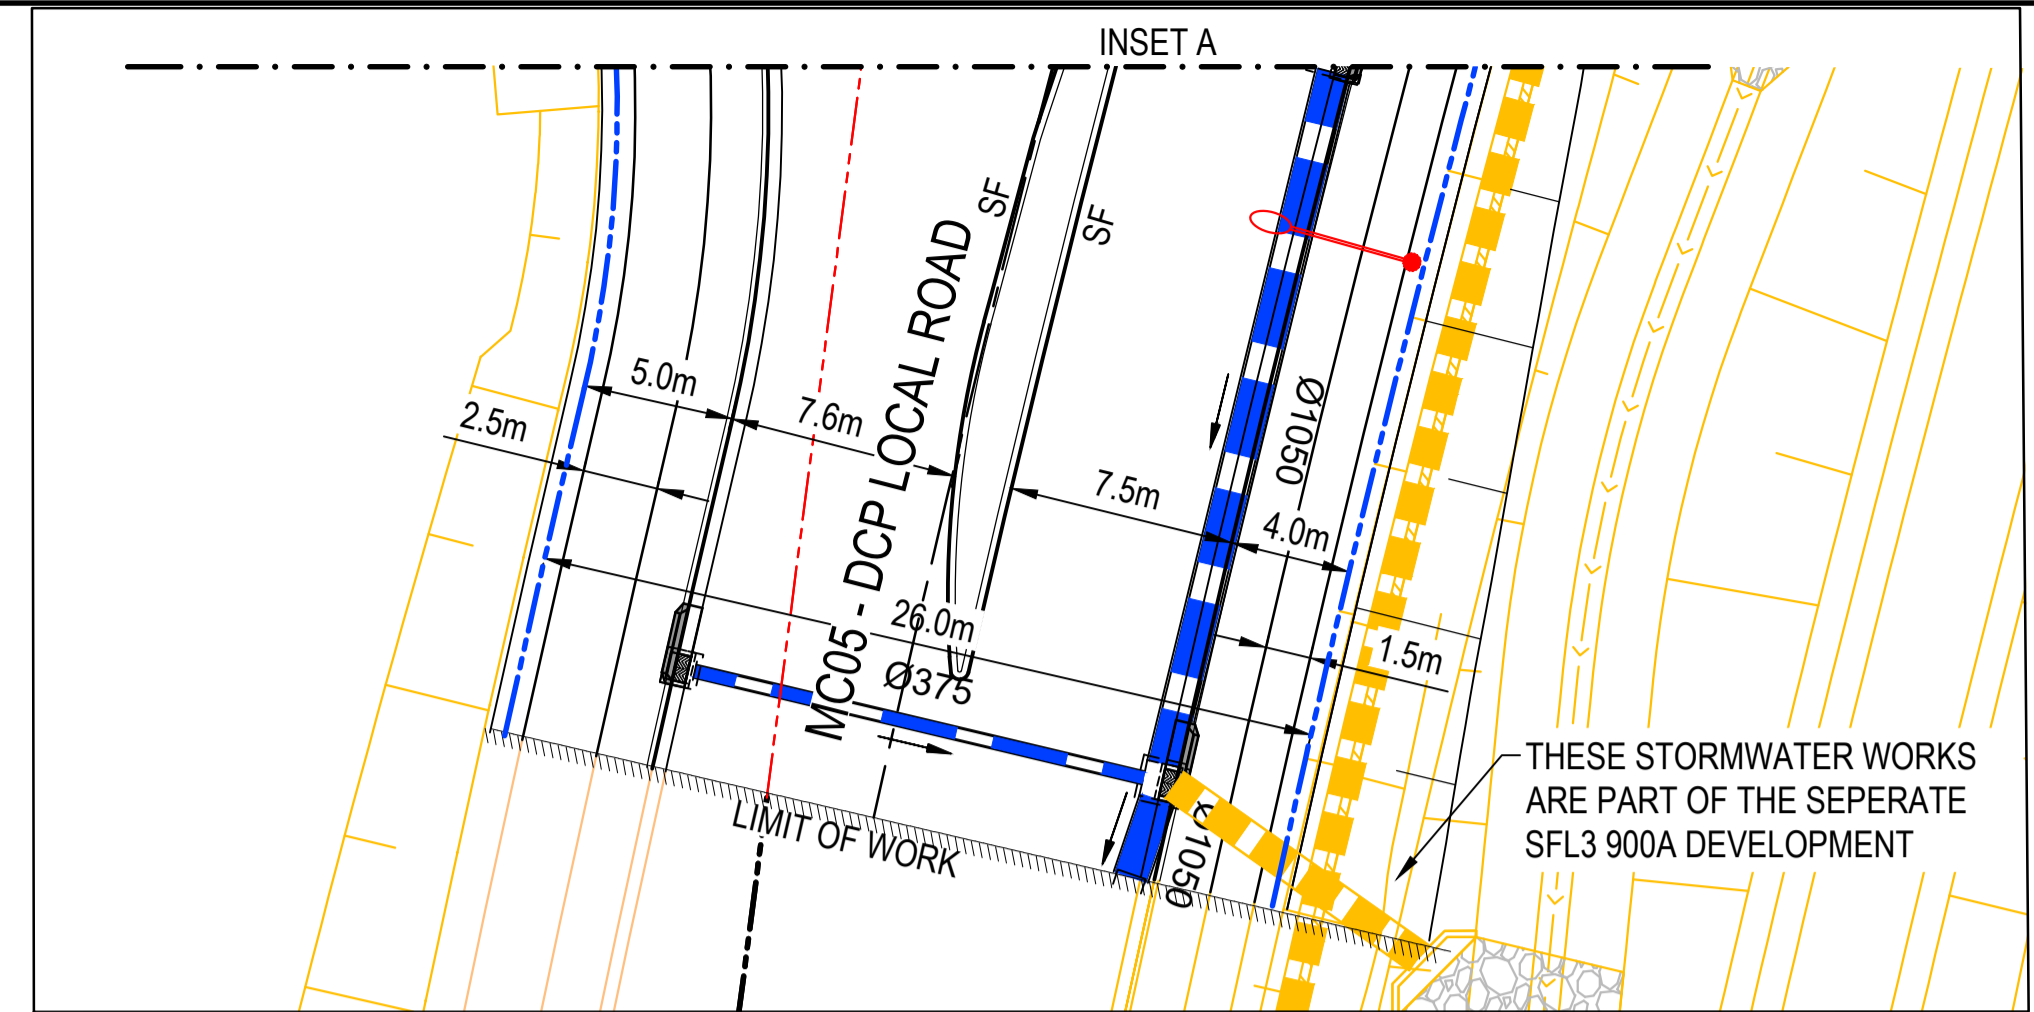 INSET A
SF
SF
MC05 - DCP LOCAL ROAD
5.0m
7.6m
2.5m
7.5m
Ø1050
4.0m
26.0m
1.5m
Ø375
LIMIT OF WORK
Ø1050
THESE STORMWATER WORKS
ARE PART OF THE SEPERATE
SFL3 900A DEVELOPMENT